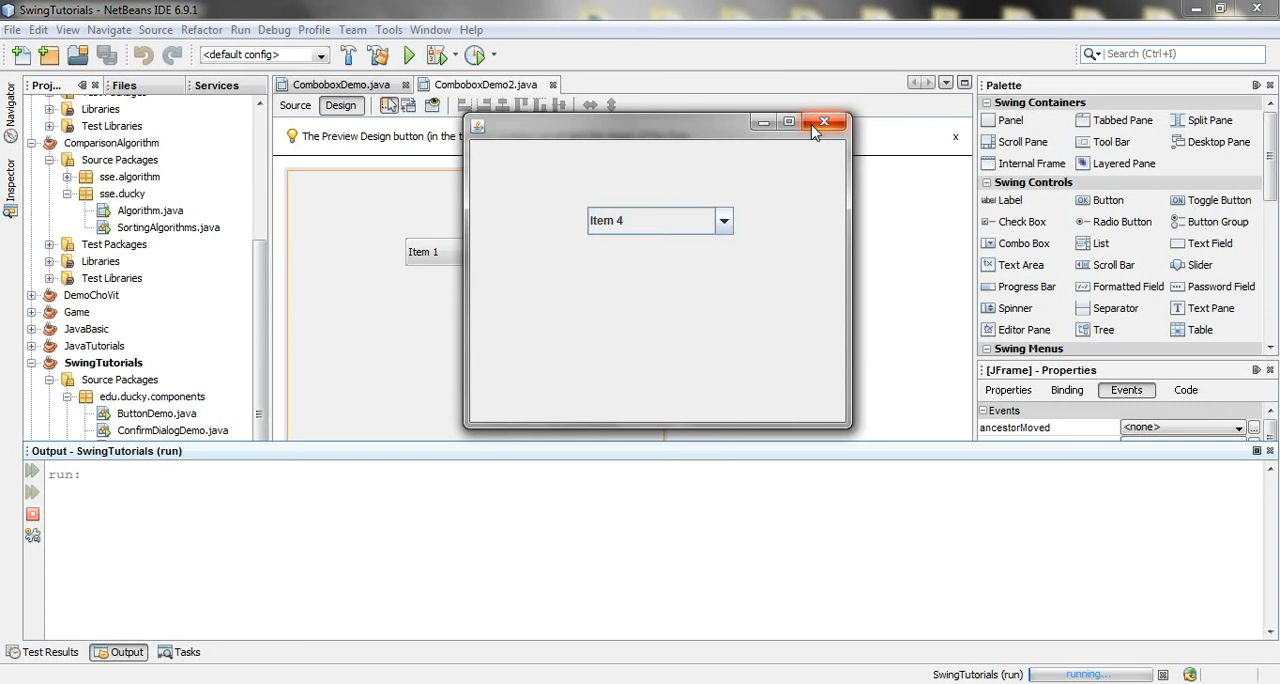 SwingTutorials - NetBeans IDE 6.9.1
File Edit View Navigate Source Refactor Run Debug Profile Team Tools Window Help
<default config>
Search (Ctrl+I)
Proj... Files Services
ComboboxDemo.java ComboboxDemo2.java
Source Design
The Preview Design button (in the t
x
Navigator
Inspector
Libraries
Test Libraries
ComparisonAlgorithm
Source Packages
sse.algorithm
sse.ducky
Algorithm.java
SortingAlgorithms.java
Test Packages
Libraries
Test Libraries
DemoChoVit
Game
JavaBasic
JavaTutorials
SwingTutorials
Source Packages
edu.ducky.components
ButtonDemo.java
ConfirmDialogDemo.java
Item 1
Item 4
Palette
Swing Containers
Panel Tabbed Pane Split Pane
Scroll Pane Tool Bar Desktop Pane
Internal Frame Layered Pane
Swing Controls
label Label OK Button ON Toggle Button
Check Box Radio Button Button Group
Combo Box List Text Field
Text Area Scroll Bar Slider
Progress Bar Formatted Field Password Field
Spinner Separator Text Pane
Editor Pane Tree Table
Swing Menus
[JFrame] - Properties
Properties Binding Events Code
Events
ancestorMoved <none> ...
Output - SwingTutorials (run)
run:
Test Results Output Tasks
SwingTutorials (run) running...